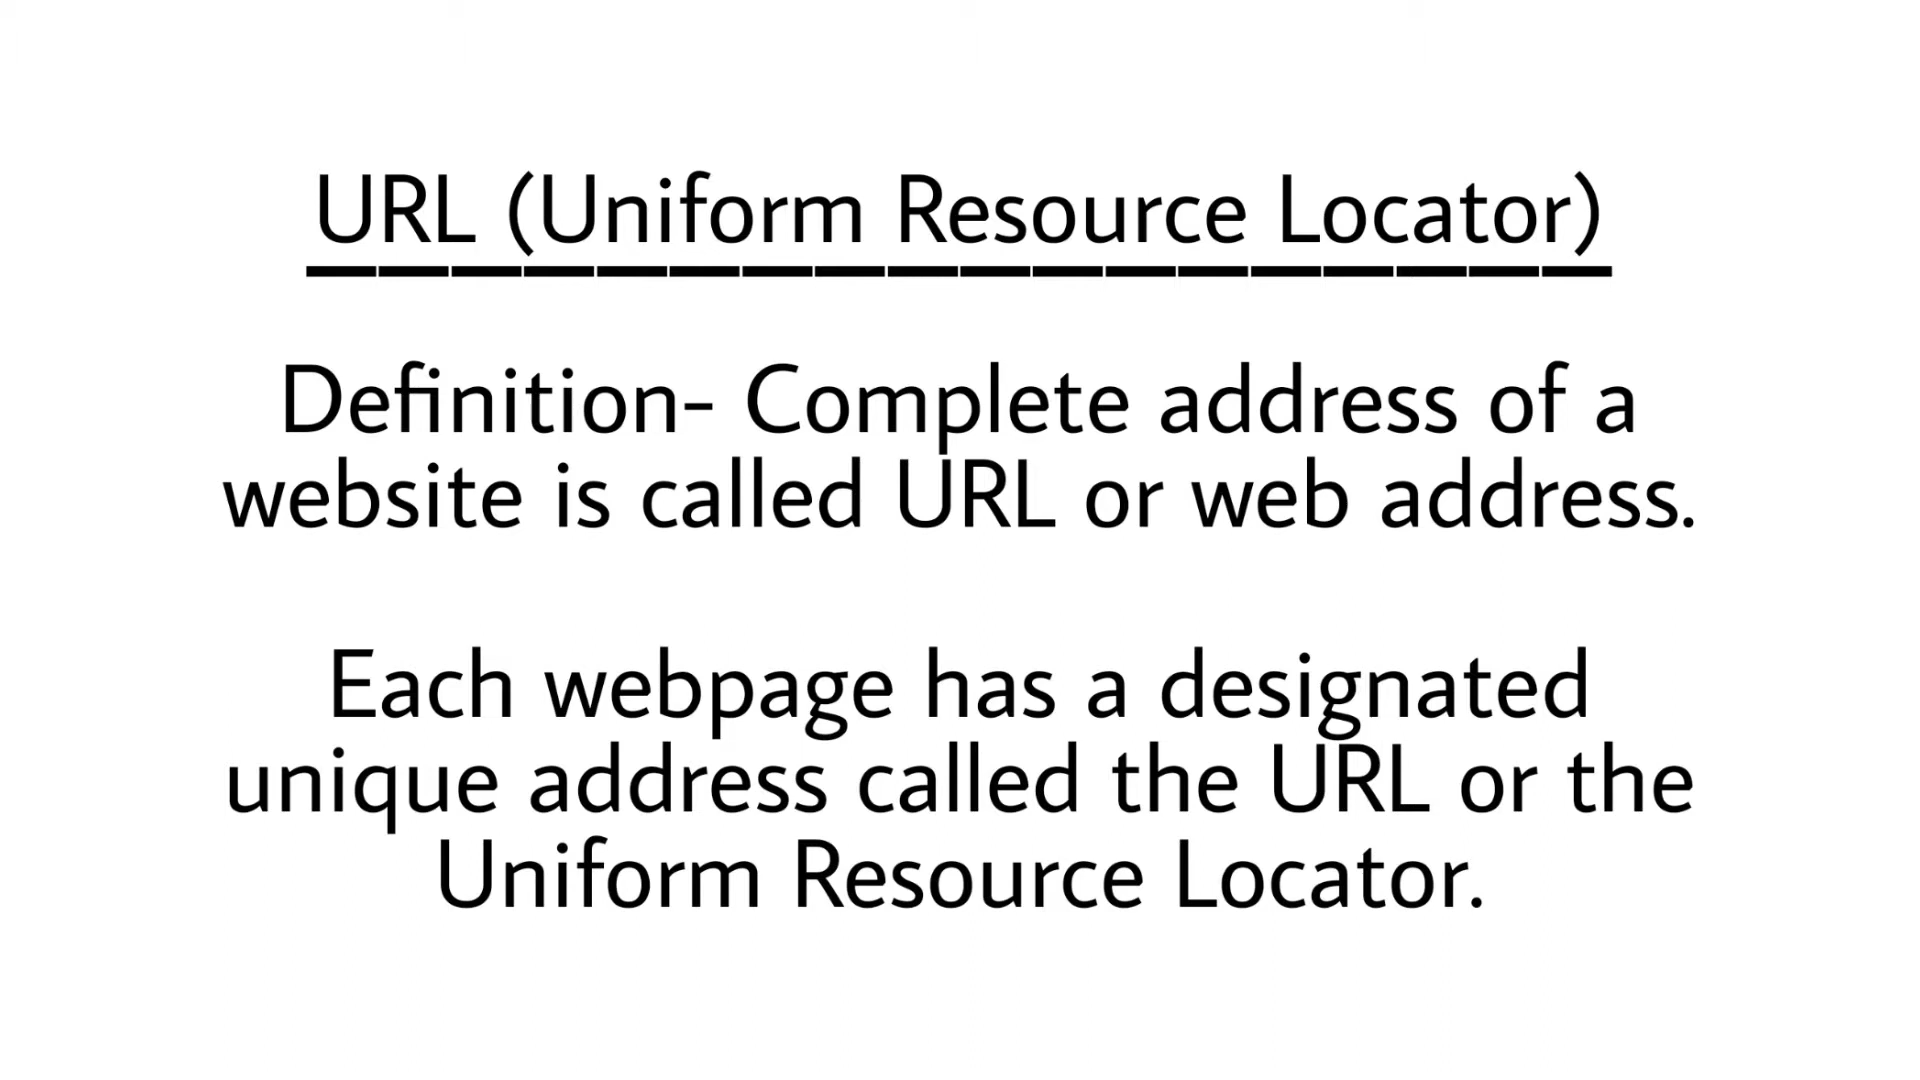 URL (Uniform Resource Locator)
Definition- Complete address of a
website is called URL or web address.
Each webpage has a designated
unique address called the URL or the
Uniform Resource Locator.